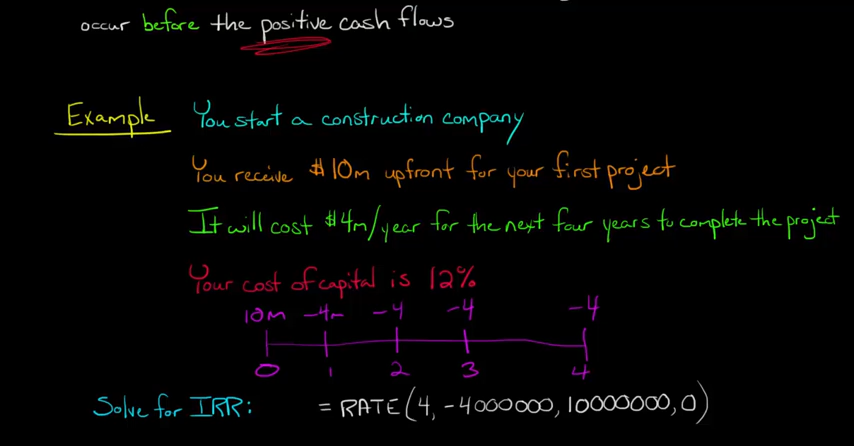 occur before the positive cash flows
Example You start a construction company
You receive $10m upfront for your first project
It will cost $4m/year for the next four years to complete the project
Your cost of capital is 12%
10m -4m -4 -4 -4
0 1 2 3 4
Solve for IRR: = RATE(4, -4000000, 10000000, 0)